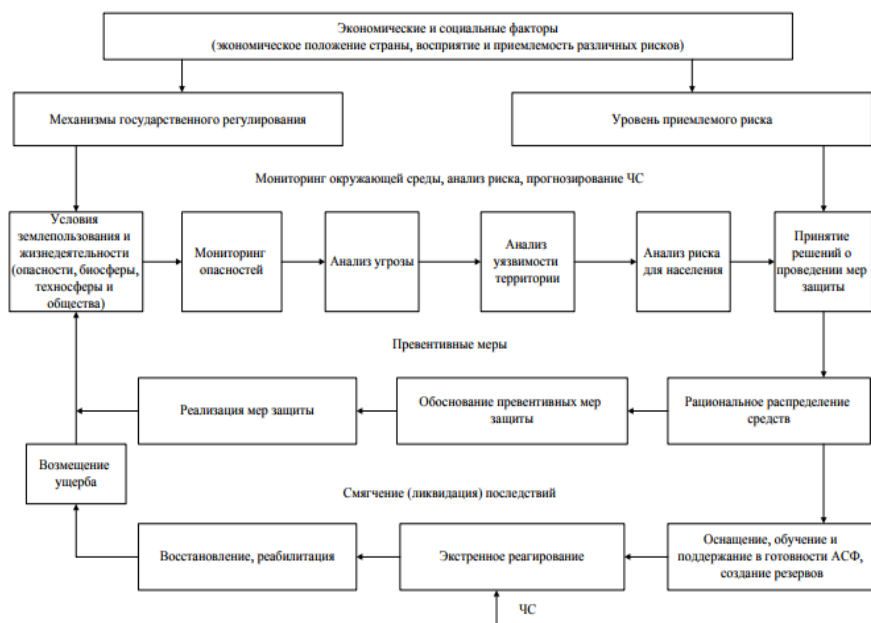 Экономические и социальные факторы
(экономическое положение страны, восприятие и приемлемость различных рисков)
Механизмы государственного регулирования
Уровень приемлемого риска
Мониторинг окружающей среды, анализ риска, прогнозирование ЧС
Условия
землепользования и
жизнедеятельности
(опасности, биосферы,
техносферы и
общества)
Мониторинг
опасностей
Анализ угрозы
Анализ
уязвимости
территории
Анализ риска
для населения
Принятие
решений о
проведении мер
защиты
Превентивные меры
Реализация мер защиты
Обоснование превентивных мер
защиты
Рациональное распределение
средств
Возмещение
ущерба
Смягчение (ликвидация) последствий
Восстановление, реабилитация
Экстренное реагирование
Оснащение, обучение и
поддержание в готовности АСФ,
создание резервов
ЧС